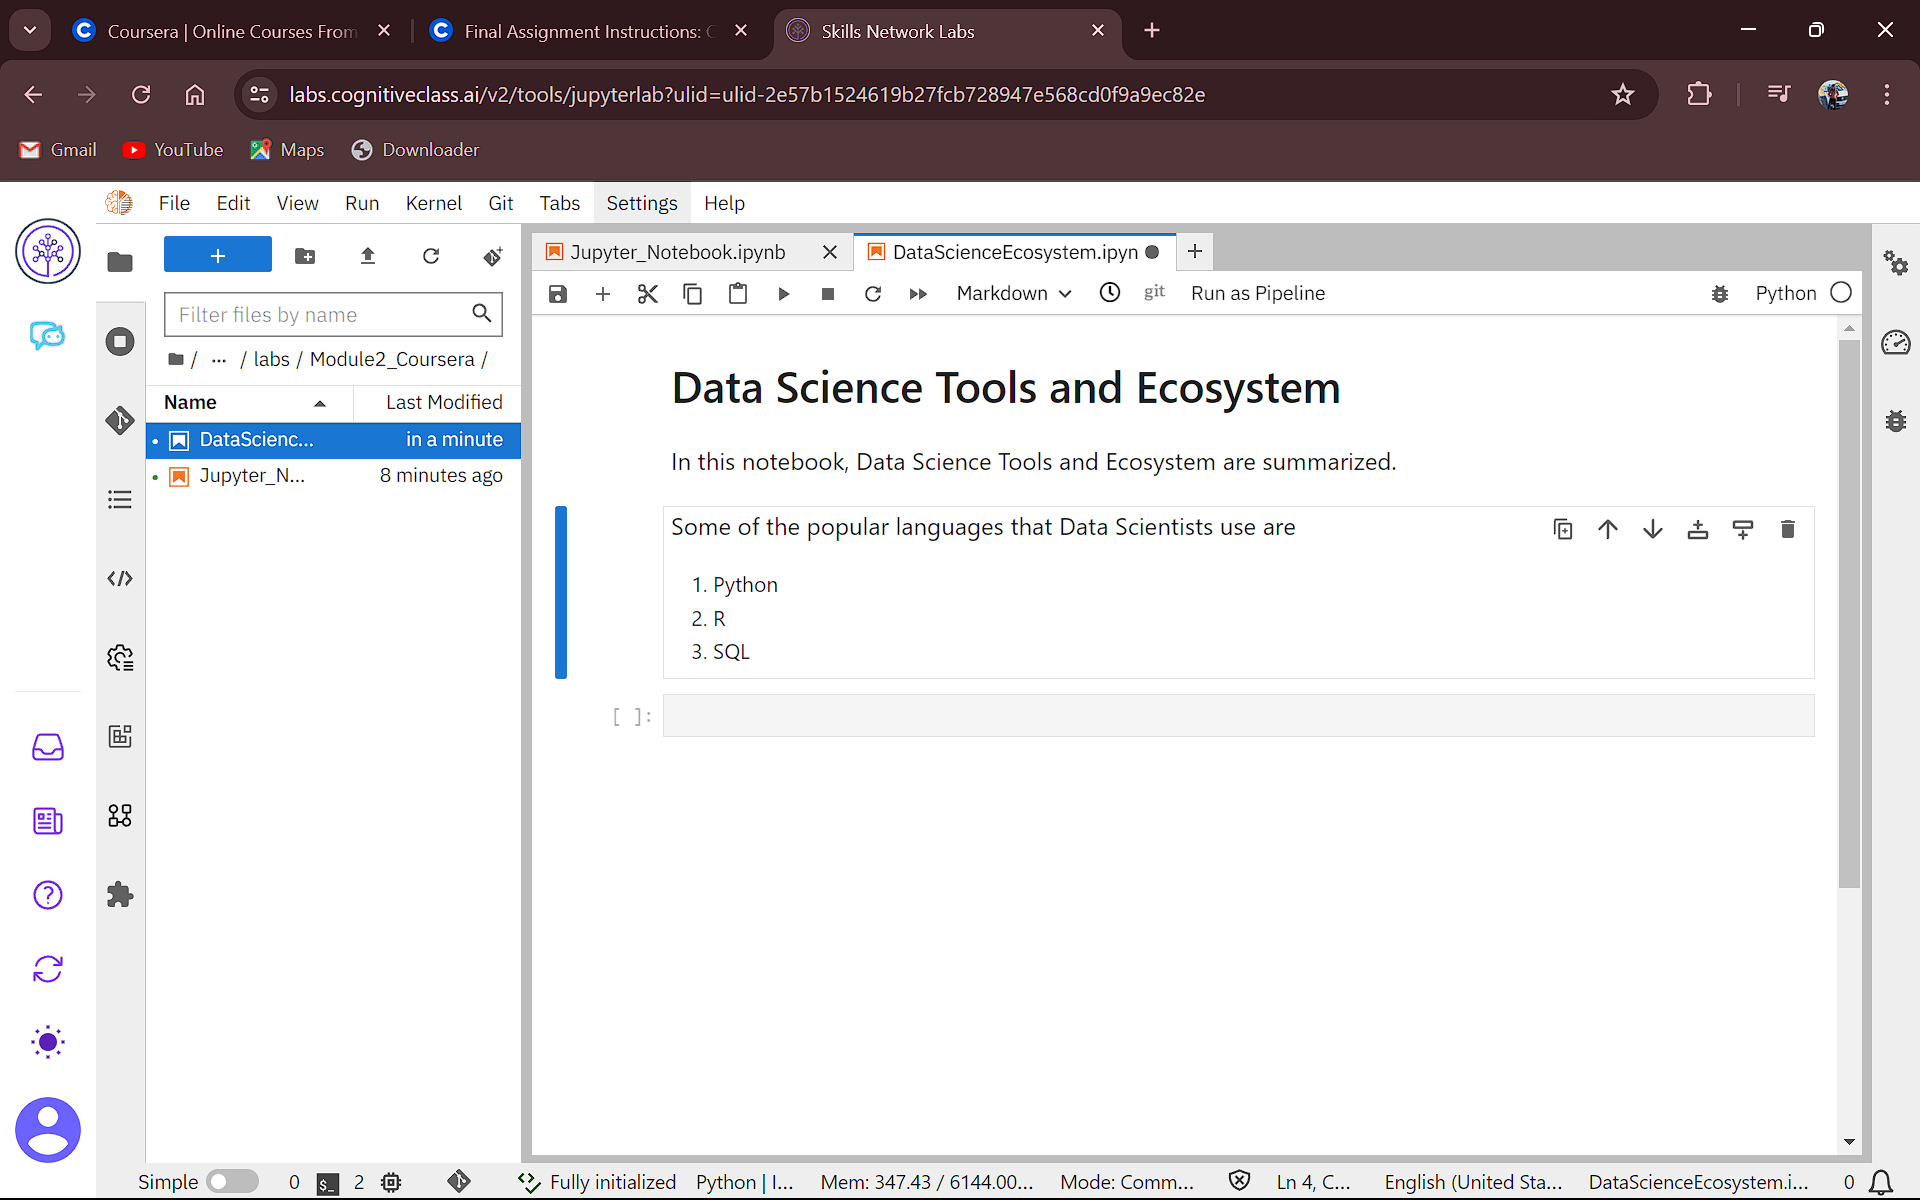 Coursera | Online Courses From
Final Assignment Instructions: C
Skills Network Labs
labs.cognitiveclass.ai/v2/tools/jupyterlab?ulid=ulid-2e57b1524619b27fcb728947e568cd0f9a9ec82e
Gmail YouTube Maps Downloader
File Edit View Run Kernel Git Tabs Settings Help
Jupyter_Notebook.ipynb
DataScienceEcosystem.ipyn
Markdown git Run as Pipeline Python
Filter files by name
/ ... / labs / Module2_Coursera /
Name Last Modified
DataScienc... in a minute
Jupyter_N... 8 minutes ago
Data Science Tools and Ecosystem
In this notebook, Data Science Tools and Ecosystem are summarized.
Some of the popular languages that Data Scientists use are
1. Python
2. R
3. SQL
[ ]:
Simple 0 $_ 2 Fully initialized Python | I... Mem: 347.43 / 6144.00... Mode: Comm... Ln 4, C... English (United Sta... DataScienceEcosystem.i... 0